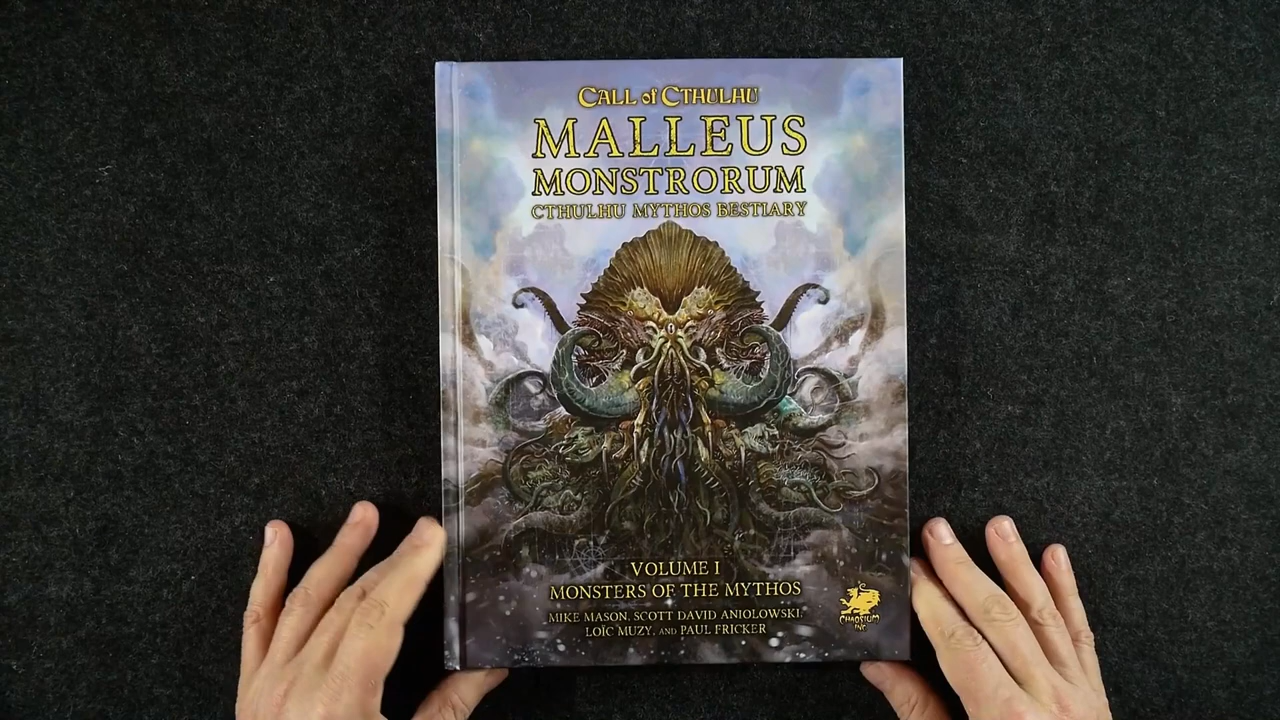 CALL of CTHULHU
MALLEUS
MONSTRORUM
CTHULHU MYTHOS BESTIARY
VOLUME I
MONSTERS OF THE MYTHOS
MIKE MASON, SCOTT DAVID ANIOLOWSKI,
LOÏC MUZY, AND PAUL FRICKER
CHAOSIUM
INC.